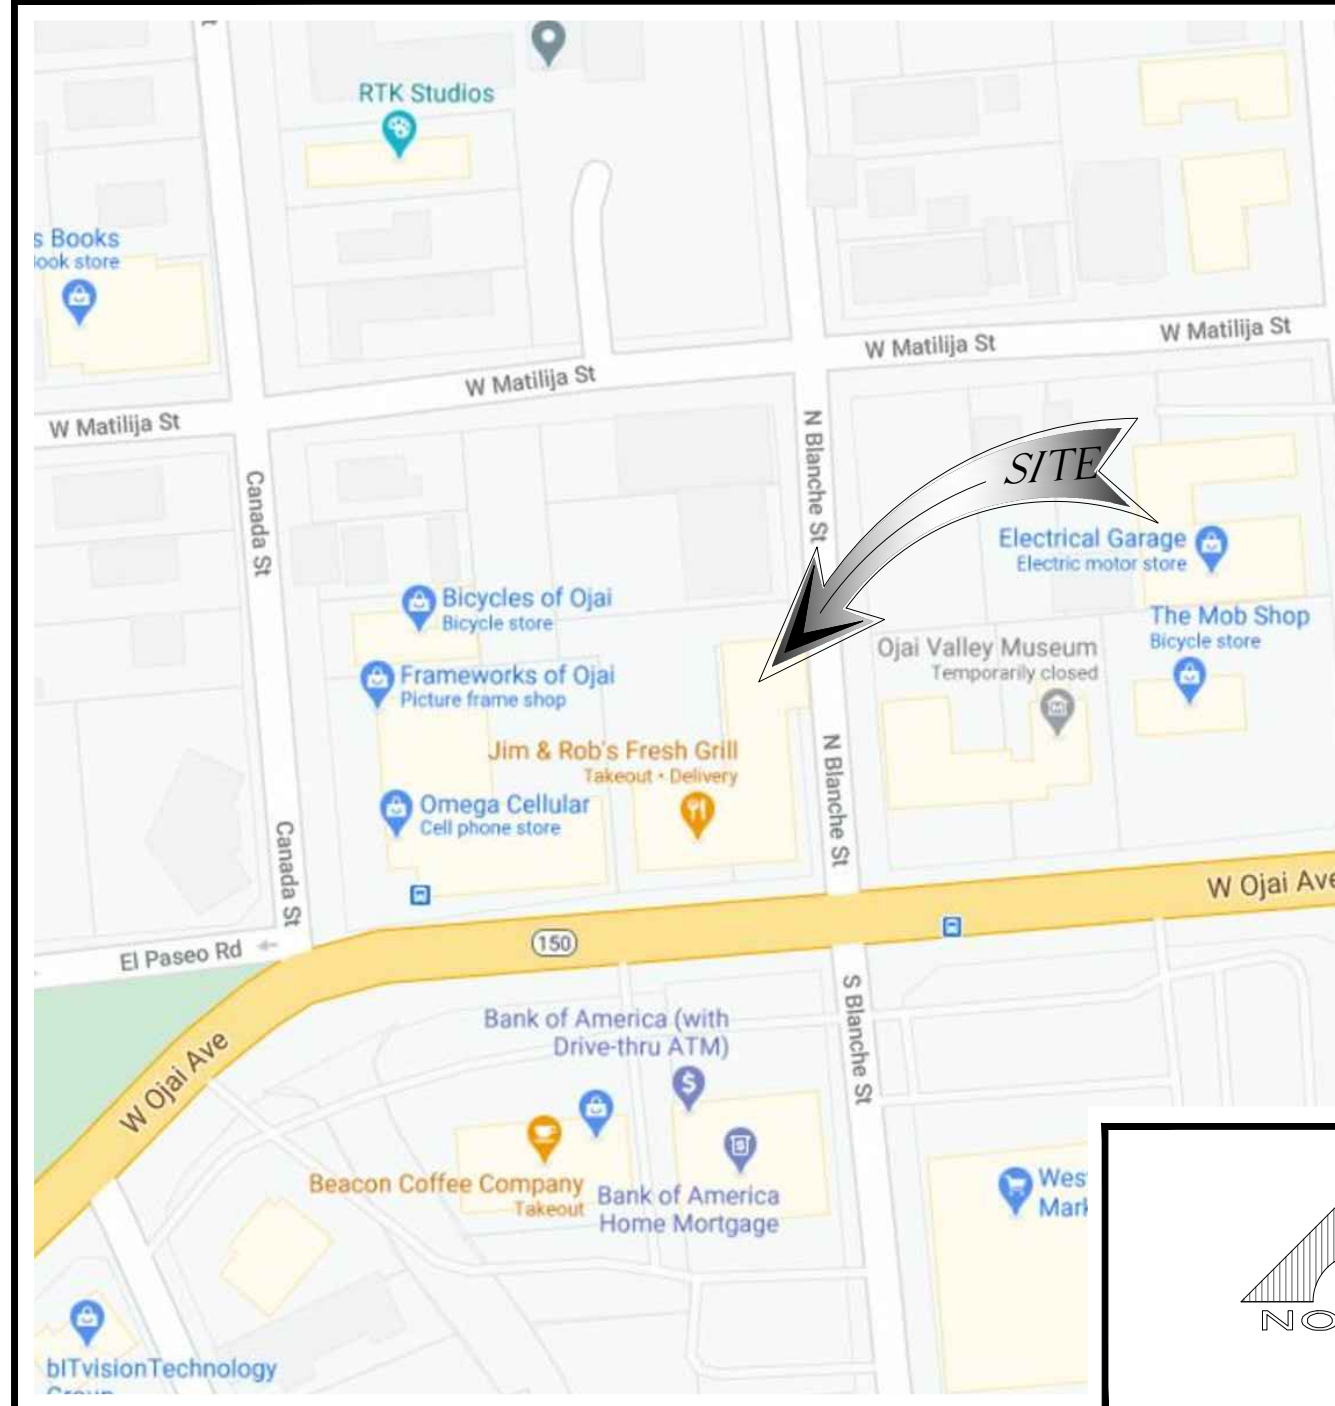 RTK Studios
s Books
ook store
W Matilija St
W Matilija St
W Matilija St
W Matilija St
N Blanche St
SITE
Canada St
Electrical Garage
Electric motor store
Bicycles of Ojai
Bicycle store
The Mob Shop
Bicycle store
Ojai Valley Museum
Temporarily closed
Frameworks of Ojai
Picture frame shop
Jim & Rob's Fresh Grill
Takeout • Delivery
N Blanche St
Omega Cellular
Cell phone store
Canada St
W Ojai Ave
150
El Paseo Rd
S Blanche St
Bank of America (with
Drive-thru ATM)
W Ojai Ave
Beacon Coffee Company
Takeout
Bank of America
Home Mortgage
Wes
Mark
NO
bITvisionTechnology
Group